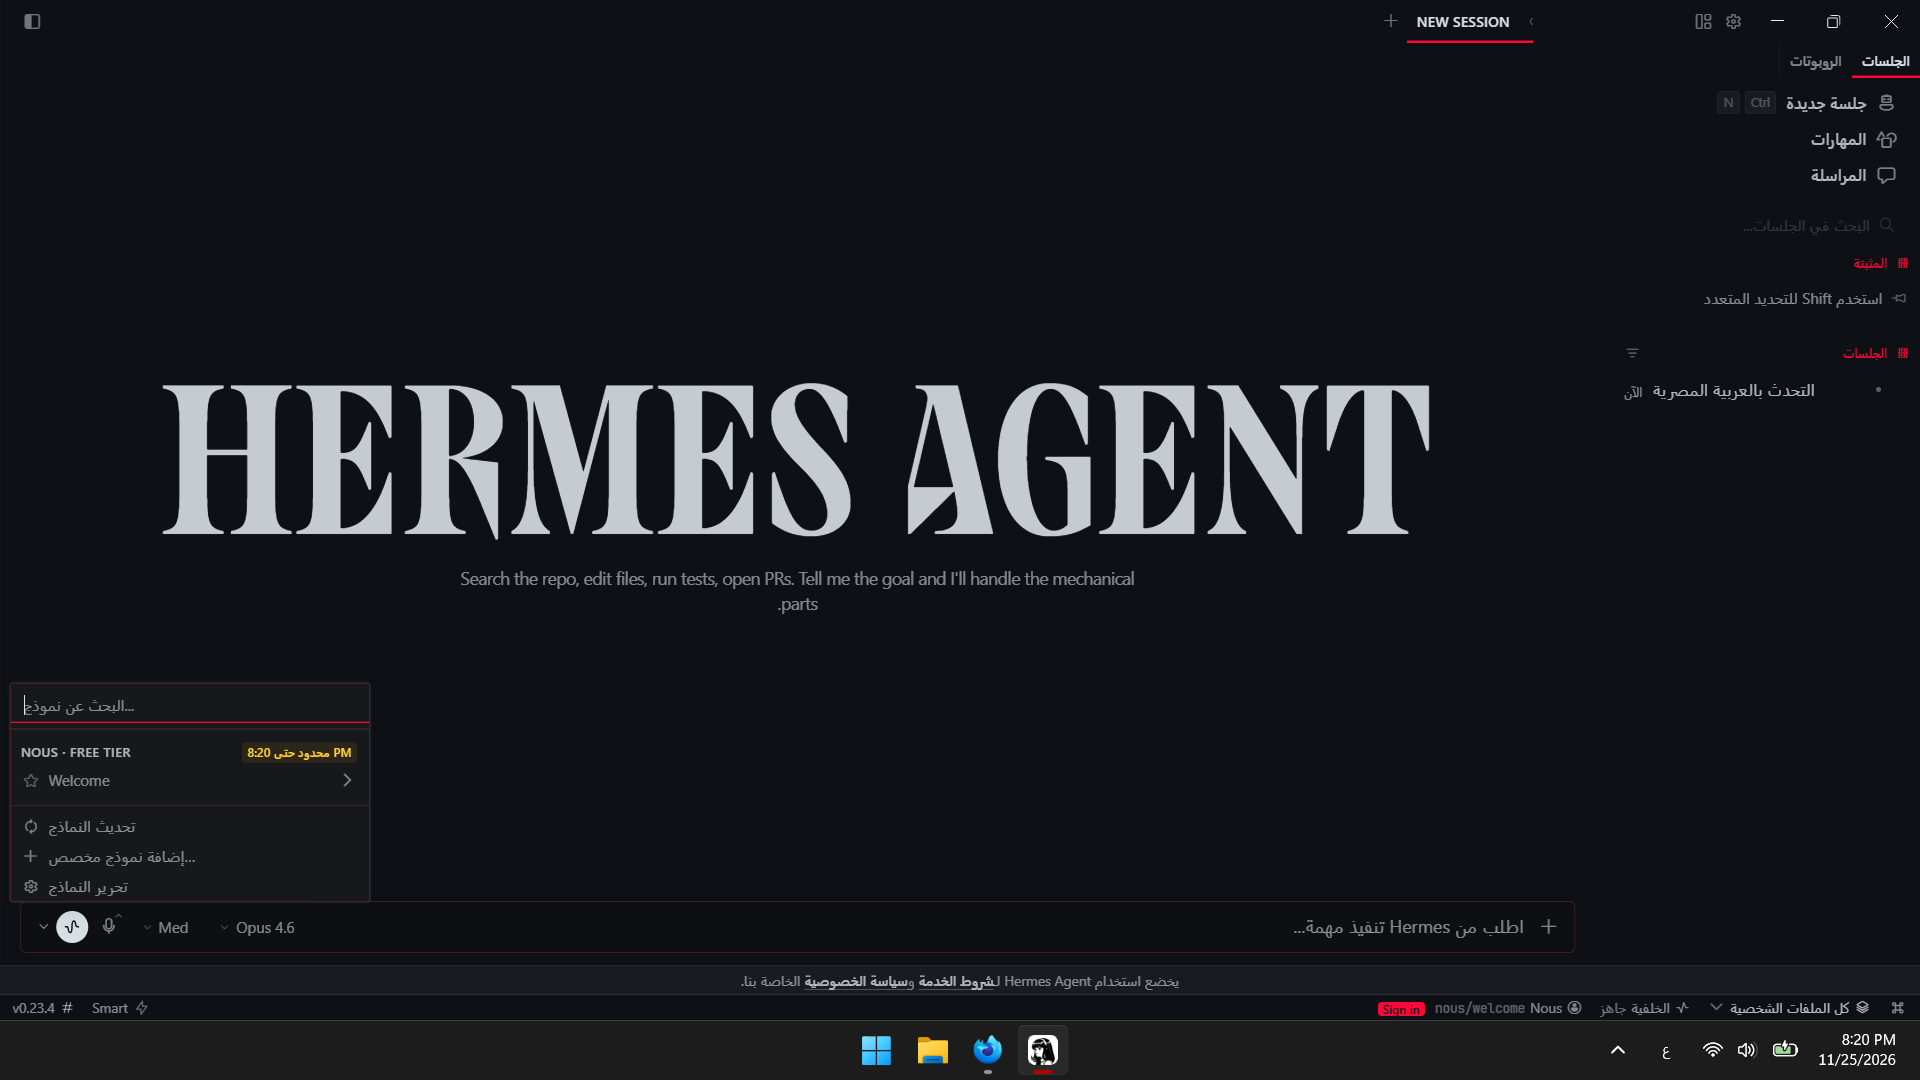 NEW SESSION
الجلسات
الروبوتات
جلسة جديدة
Ctrl
N
المهارات
المراسلة
البحث في الجلسات...
المثبتة
استخدم Shift للتحديد المتعدد
الجلسات
التحدث بالعربية المصرية
الآن
HERMES AGENT
Search the repo, edit files, run tests, open PRs. Tell me the goal and I'll handle the mechanical
parts.
البحث عن نموذج...
NOUS · FREE TIER
محدود حتى 8:20 PM
Welcome
تحديث النماذج
إضافة نموذج مخصص...
تحرير النماذج
اطلب من Hermes تنفيذ مهمة...
Opus 4.6
Med
يخضع استخدام Hermes Agent لـشروط الخدمة وسياسة الخصوصية الخاصة بنا.
v0.23.4 #
Smart
كل الملفات الشخصية
الخلفية جاهز
Nous nous/welcome
Sign in
ع
8:20 PM
11/25/2026